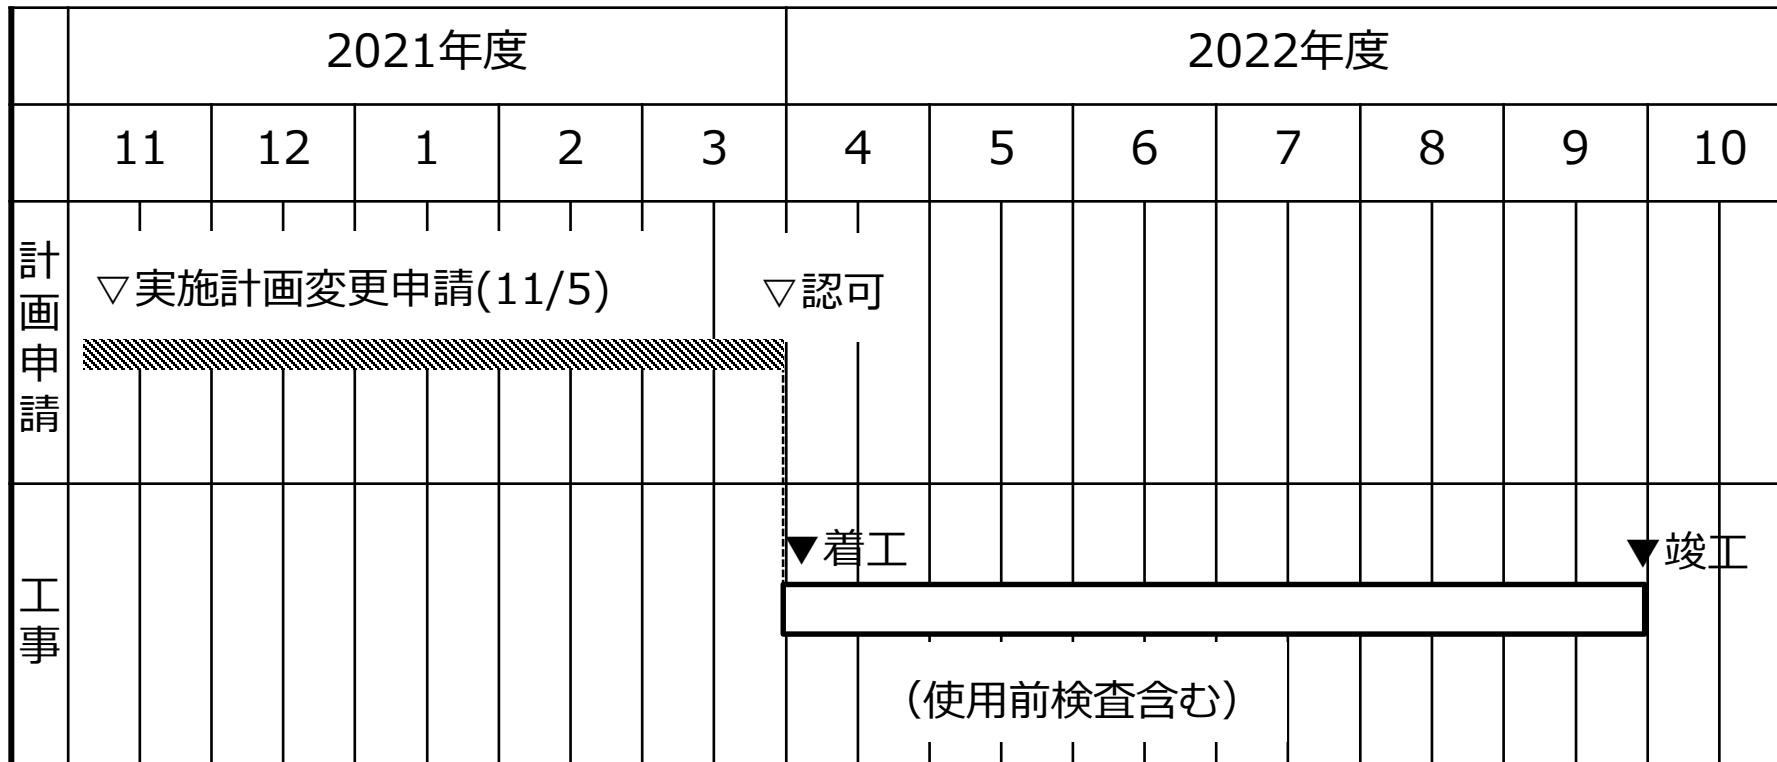 2021年度 2022年度
11 12 1 2 3 4 5 6 7 8 9 10
計画申請
▽実施計画変更申請(11/5) ▽認可
工事
▼着工 ▼竣工
（使用前検査含む）